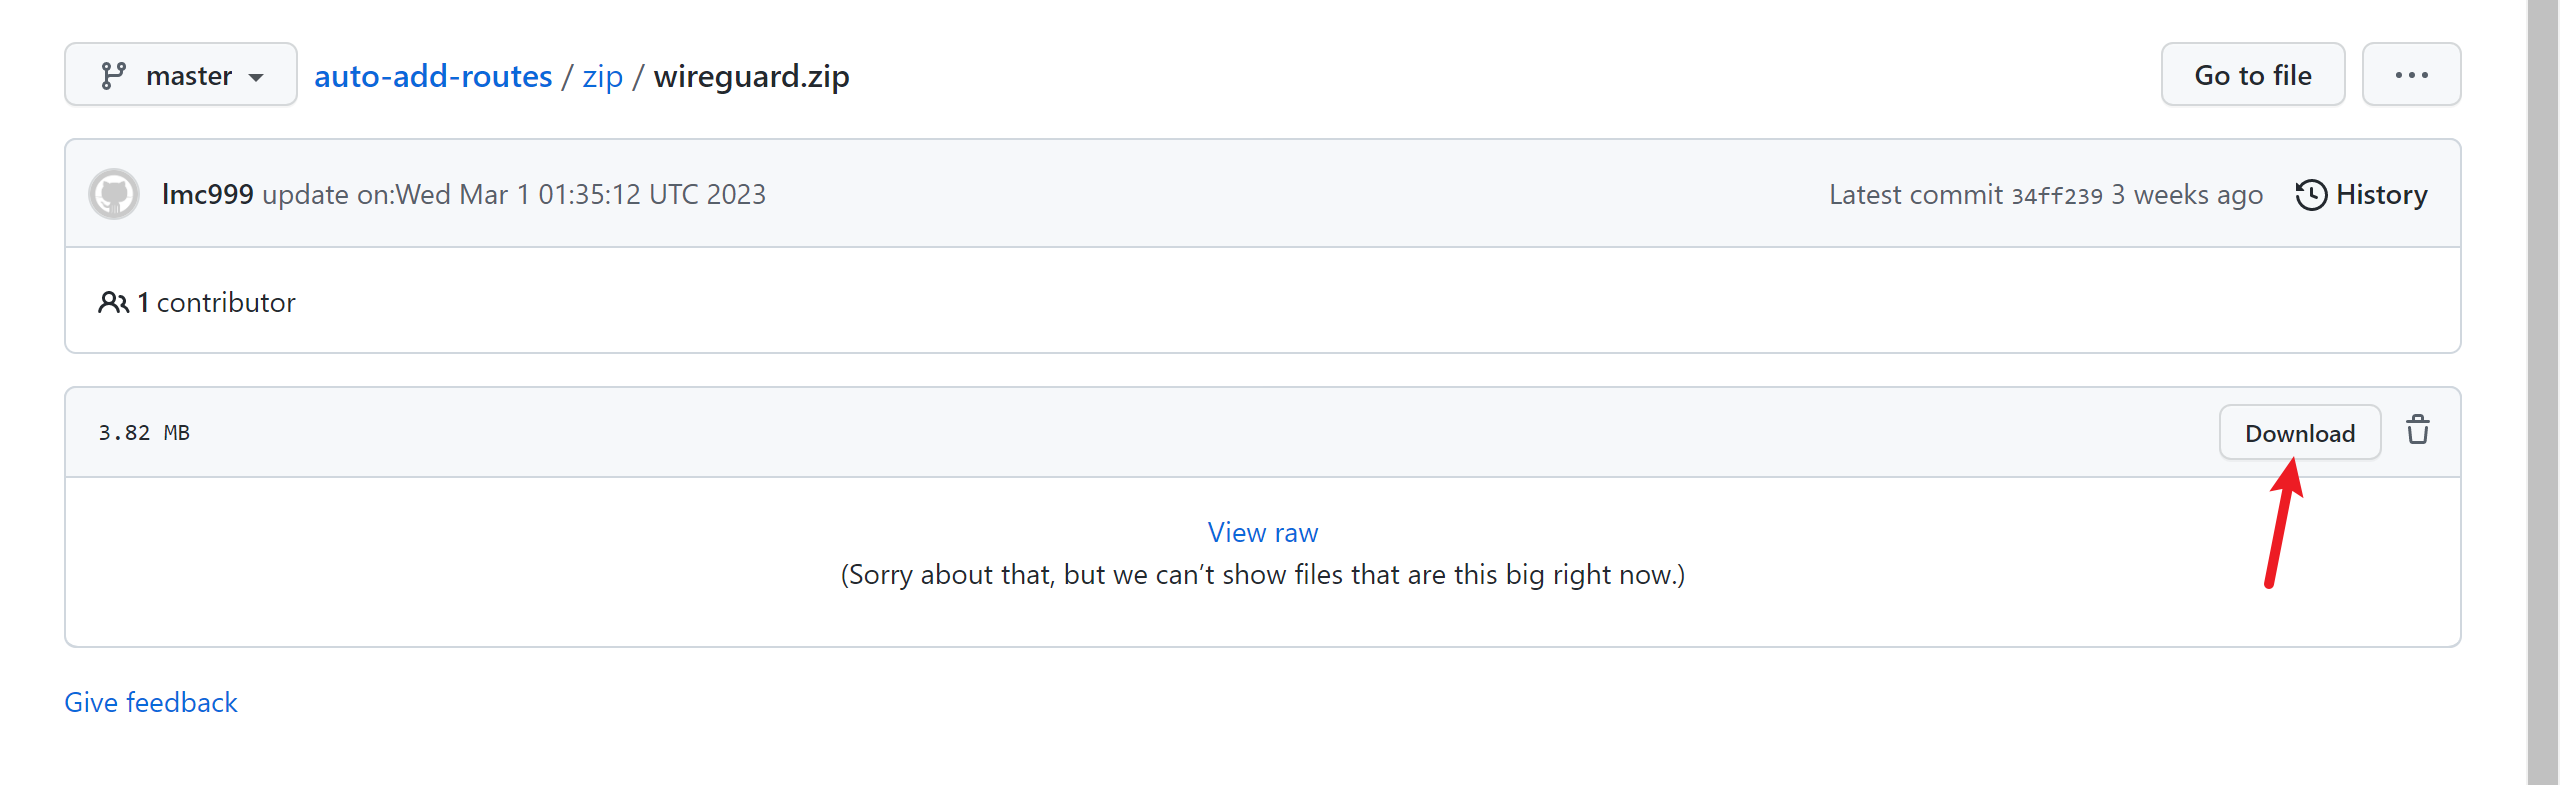 master auto-add-routes / zip / wireguard.zip Go to file ...
lmc999 update on:Wed Mar 1 01:35:12 UTC 2023 Latest commit 34ff239 3 weeks ago History
1 contributor
3.82 MB Download
View raw
(Sorry about that, but we can’t show files that are this big right now.)
Give feedback